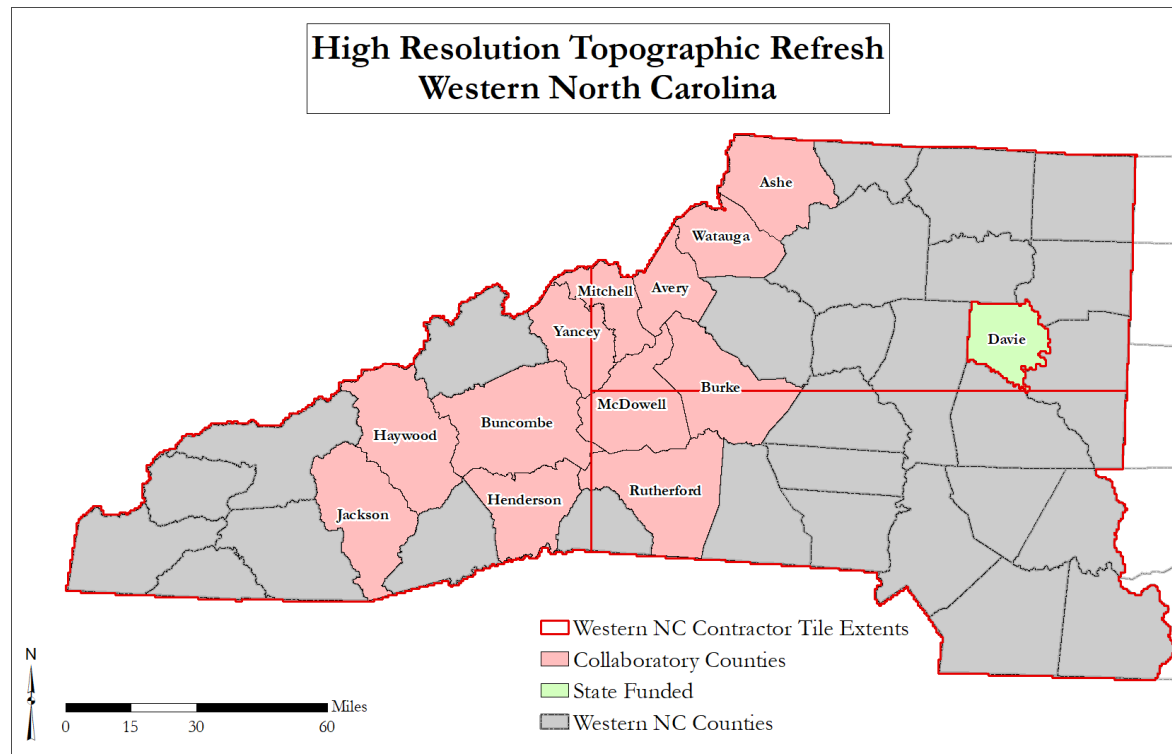 High Resolution Topographic Refresh
Western North Carolina
Ashe
Watauga
Mitchell
Avery
Yancey
Davie
Burke
McDowell
Buncombe
Haywood
Rutherford
Henderson
Jackson
Western NC Contractor Tile Extents
Collaboratory Counties
State Funded
Western NC Counties
N
Miles
0 15 30 60